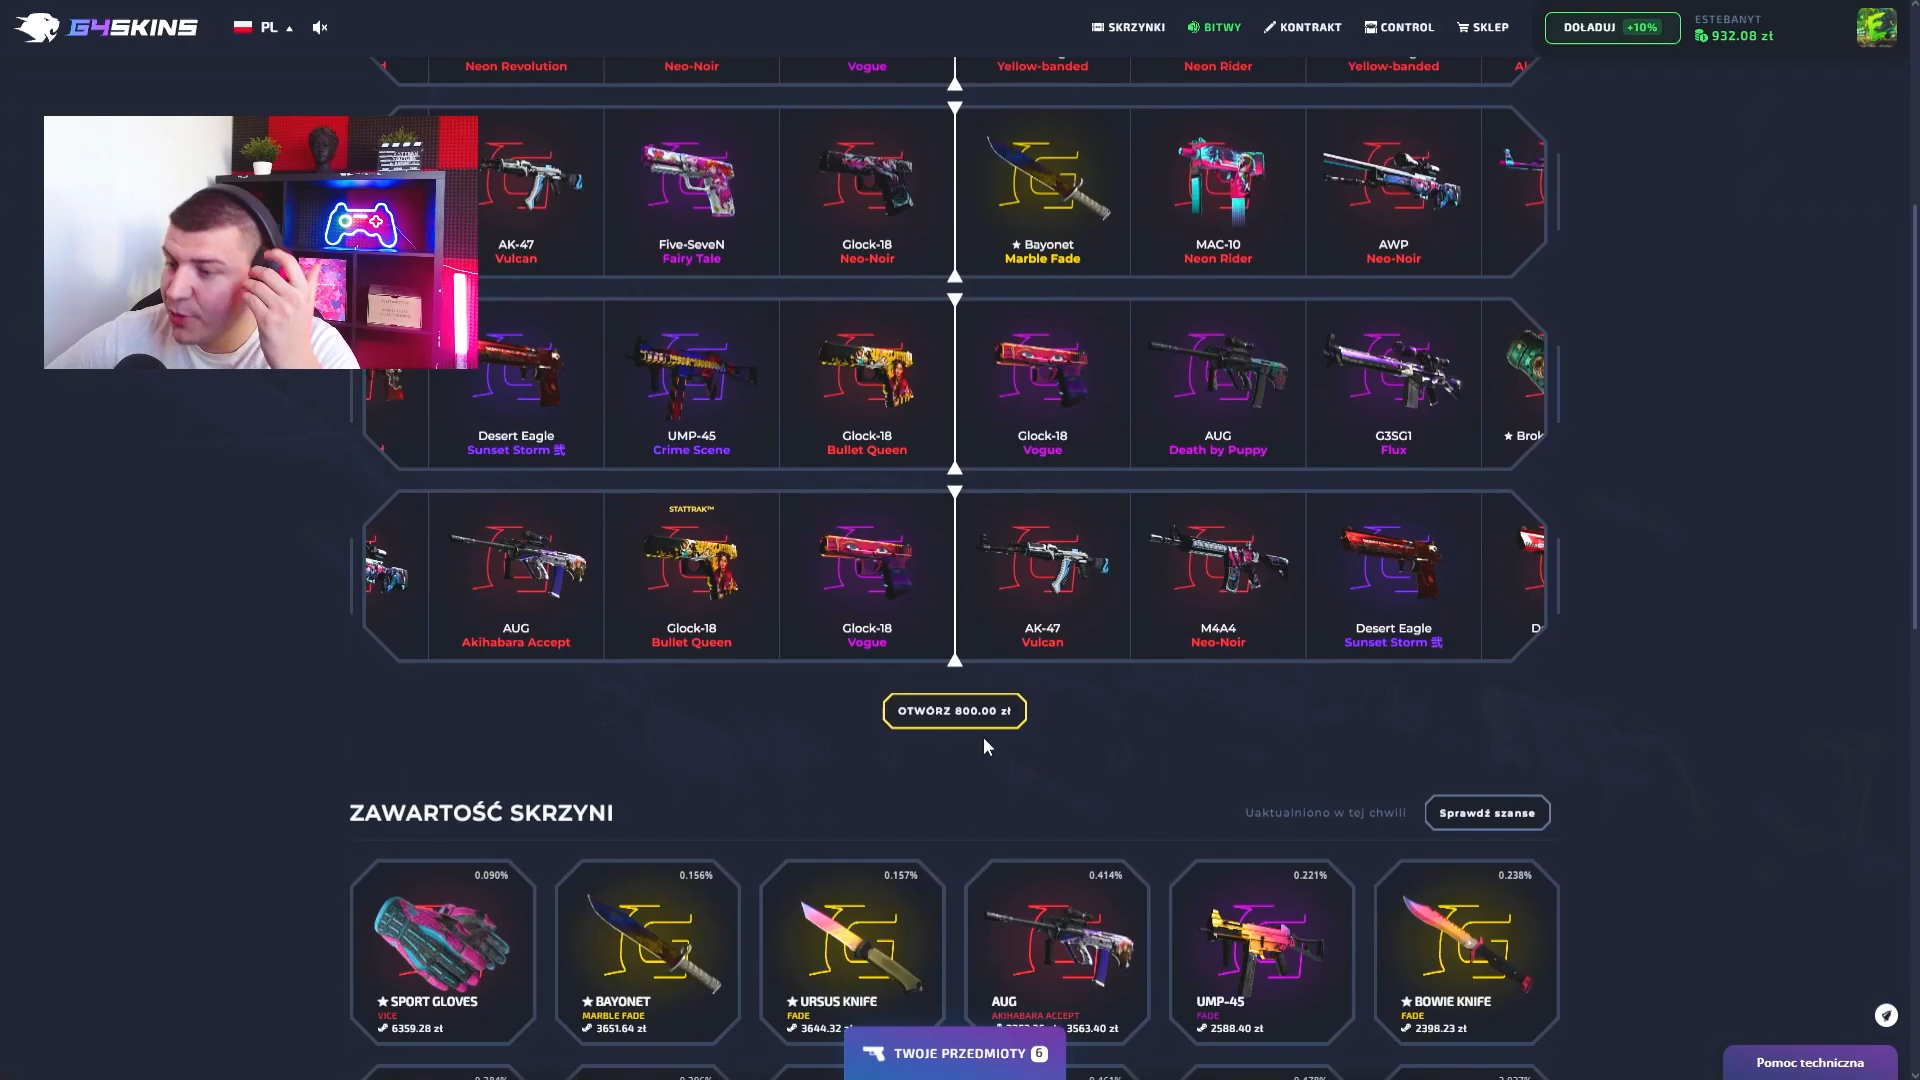 G4SKINS
PL
SKRZYNKI
BITWY
KONTRAKT
CONTROL
SKLEP
DOŁADUJ +10%
ESTEBANYT
932.08 zł
Neon Revolution
Neo-Noir
Vogue
Yellow-banded
Neon Rider
Yellow-banded
AK-47
Vulcan
Five-SeveN
Fairy Tale
Glock-18
Neo-Noir
★ Bayonet
Marble Fade
MAC-10
Neon Rider
AWP
Neo-Noir
Desert Eagle
Sunset Storm 弐
UMP-45
Crime Scene
Glock-18
Bullet Queen
Glock-18
Vogue
AUG
Death by Puppy
G3SG1
Flux
★ Brok
AUG
Akihabara Accept
STATTRAK™
Glock-18
Bullet Queen
Glock-18
Vogue
AK-47
Vulcan
M4A4
Neo-Noir
Desert Eagle
Sunset Storm 弐
OTWÓRZ 800.00 zł
ZAWARTOŚĆ SKRZYNI
Uaktualniono w tej chwili
Sprawdź szanse
0.090%
★ SPORT GLOVES
VICE
6359.28 zł
0.156%
★ BAYONET
MARBLE FADE
3651.64 zł
0.157%
★ URSUS KNIFE
FADE
3644.32
0.414%
AUG
AKIHABARA ACCEPT
3563.40 zł
0.221%
UMP-45
FADE
2588.40 zł
0.238%
★ BOWIE KNIFE
FADE
2398.23 zł
TWOJE PRZEDMIOTY 6
Pomoc techniczna